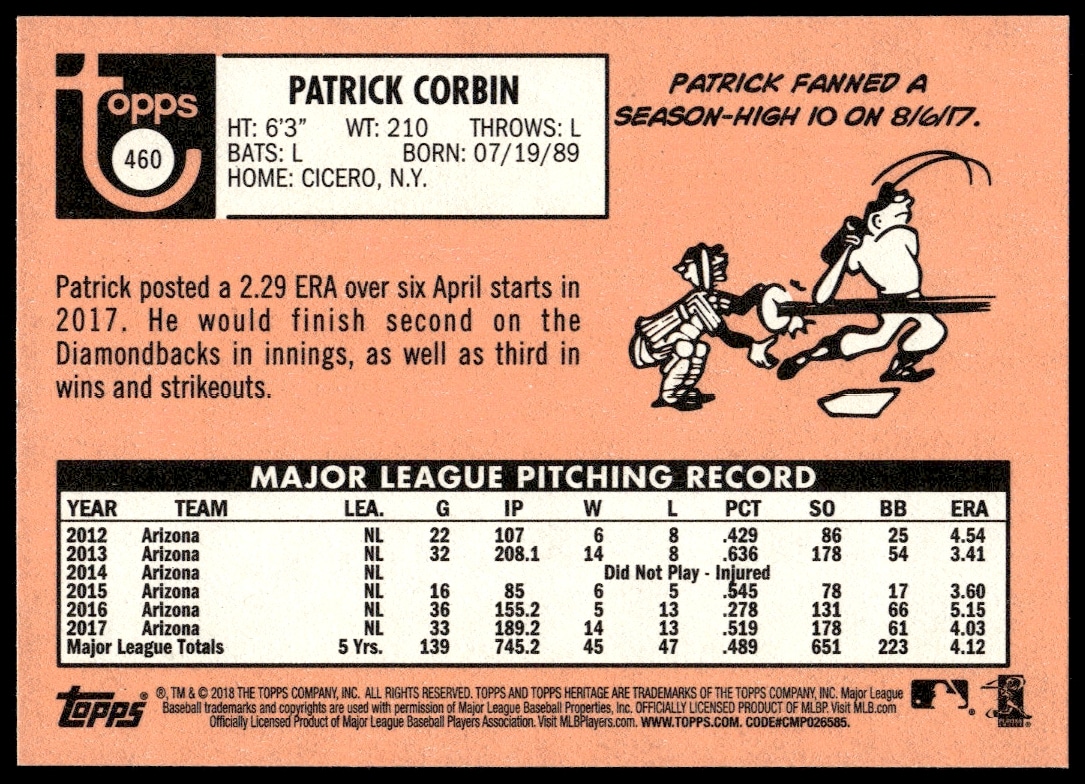 topps
460
PATRICK CORBIN
HT: 6'3" WT: 210 THROWS: L
BATS: L BORN: 07/19/89
HOME: CICERO, N.Y.
PATRICK FANNED A
SEASON-HIGH 10 ON 8/6/17.
Patrick posted a 2.29 ERA over six April starts in
2017. He would finish second on the
Diamondbacks in innings, as well as third in
wins and strikeouts.
MAJOR LEAGUE PITCHING RECORD
YEAR TEAM LEA. G IP W L PCT SO BB ERA
2012 Arizona NL 22 107 6 8 .429 86 25 4.54
2013 Arizona NL 32 208.1 14 8 .636 178 54 3.41
2014 Arizona NL Did Not Play - Injured
2015 Arizona NL 16 85 6 5 .545 78 17 3.60
2016 Arizona NL 36 155.2 5 13 .278 131 66 5.15
2017 Arizona NL 33 189.2 14 13 .519 178 61 4.03
Major League Totals 5 Yrs. 139 745.2 45 47 .489 651 223 4.12
topps ® ®, TM & © 2018 THE TOPPS COMPANY, INC. ALL RIGHTS RESERVED. TOPPS AND TOPPS HERITAGE ARE TRADEMARKS OF THE TOPPS COMPANY, INC. Major League
Baseball trademarks and copyrights are used with permission of Major League Baseball Properties, Inc. OFFICIALLY LICENSED PRODUCT OF MLBP. Visit MLB.com
Officially Licensed Product of Major League Baseball Players Association. Visit MLBPlayers.com. WWW.TOPPS.COM. CODE#CMP026585.